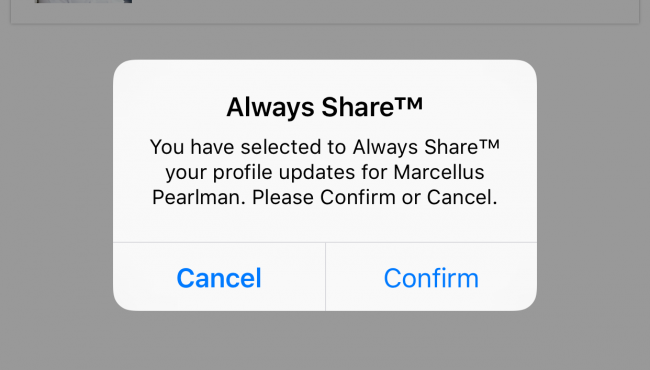 Always Share™
You have selected to Always Share™
your profile updates for Marcellus
Pearlman. Please Confirm or Cancel.
Cancel
Confirm